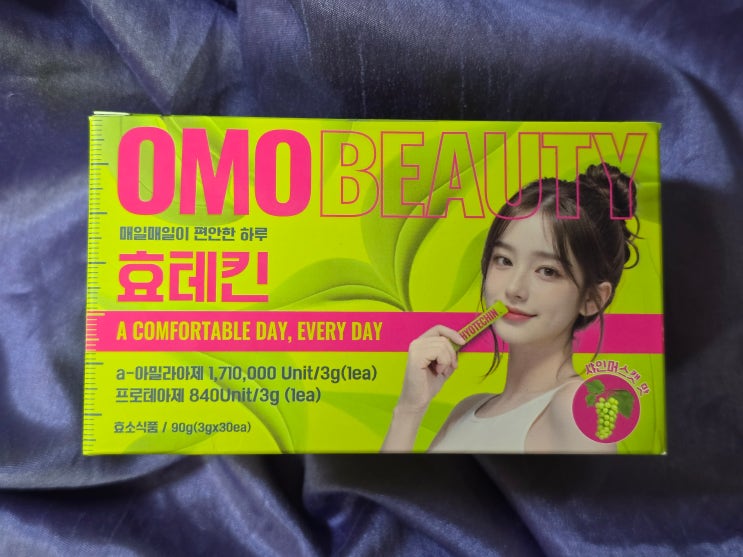 OMOBEAUTY
매일매일이 편안한 하루
효테킨
A COMFORTABLE DAY, EVERY DAY
HYOTECHIN
a-아밀라아제 1,710,000 Unit/3g(1ea)
프로테아제 840Unit/3g (1ea)
샤인머스캣 맛
효소식품 / 90g(3gx30ea)